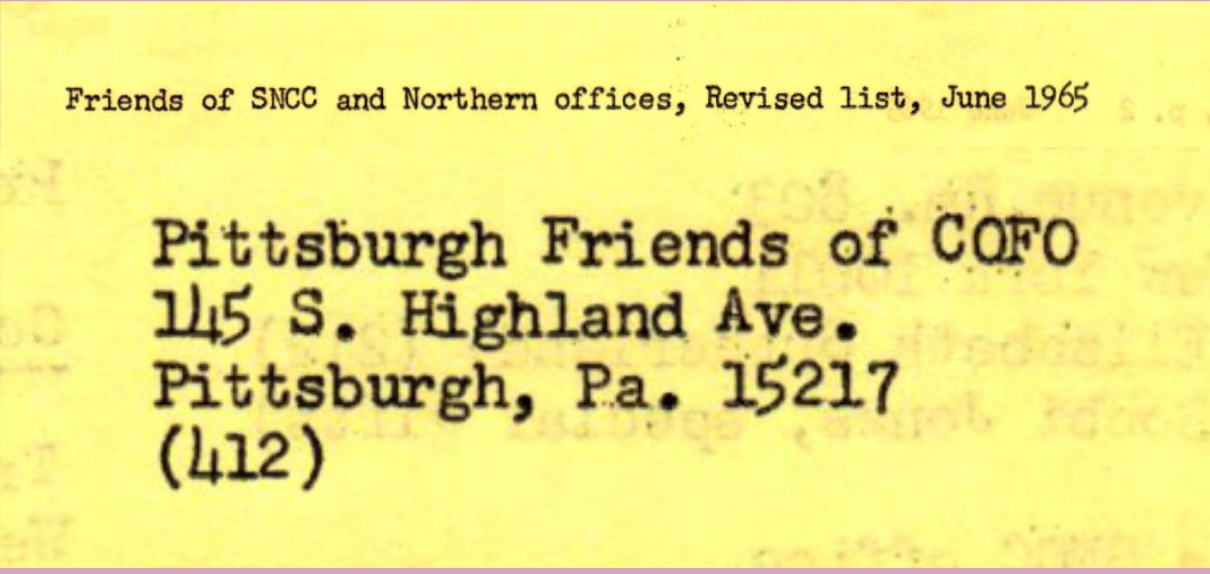 Friends of SNCC and Northern offices, Revised list, June 1965
Pittsburgh Friends of COFO
145 S. Highland Ave.
Pittsburgh, Pa. 15217
(412)